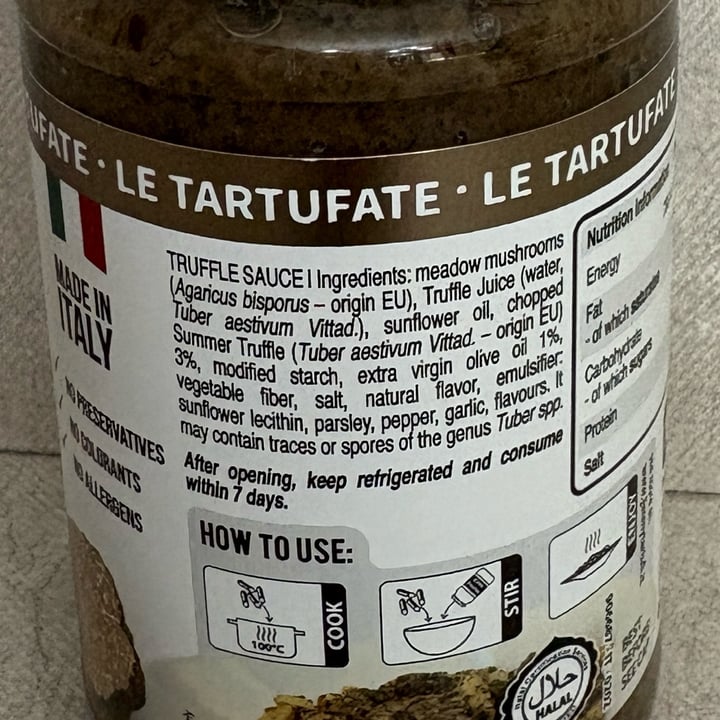 UFATE • LE TARTUFATE • LE TARTUFATE
MADE IN
ITALY
NO PRESERVATIVES
NO COLORANTS
NO ALLERGENS
TRUFFLE SAUCE I Ingredients: meadow mushrooms
(Agaricus bisporus – origin EU), Truffle Juice (water,
Tuber aestivum Vittad.), sunflower oil, chopped
Summer Truffle (Tuber aestivum Vittad. – origin EU)
3%, modified starch, extra virgin olive oil 1%,
vegetable fiber, salt, natural flavor, emulsifier:
sunflower lecithin, parsley, pepper, garlic, flavours. It
may contain traces or spores of the genus Tuber spp.
After opening, keep refrigerated and consume
within 7 days.
Nutrition Information
Energy
Fat
- of which saturates
Carbohydrate
- of which sugars
Protein
Salt
HOW TO USE:
100°C
COOK
STIR
حلال
HALAL